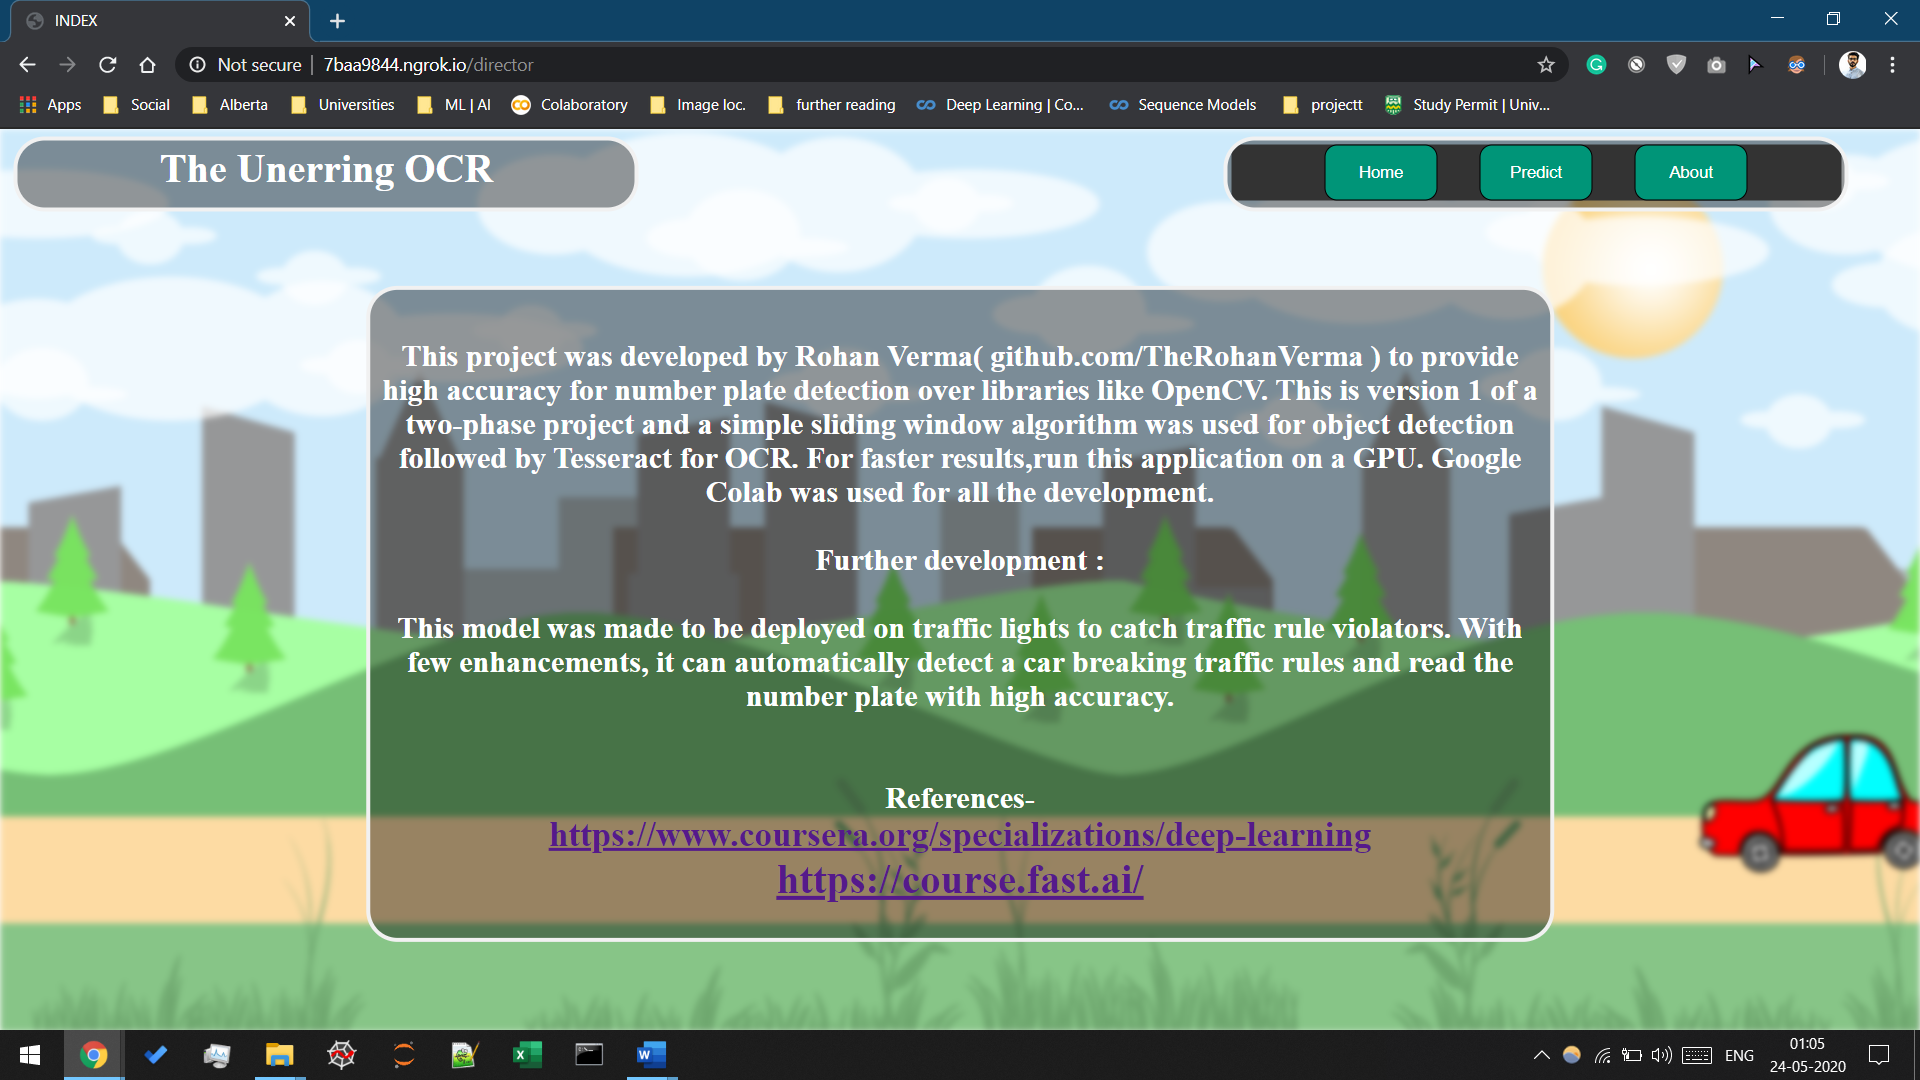 INDEX
Not secure
7baa9844.ngrok.io/director
Apps
Social
Alberta
Universities
ML | AI
Colaboratory
Image loc.
further reading
Deep Learning | Co...
Sequence Models
projectt
Study Permit | Univ...
The Unerring OCR
Home
Predict
About
This project was developed by Rohan Verma( github.com/TheRohanVerma ) to provide
high accuracy for number plate detection over libraries like OpenCV. This is version 1 of a
two-phase project and a simple sliding window algorithm was used for object detection
followed by Tesseract for OCR. For faster results,run this application on a GPU. Google
Colab was used for all the development.
Further development :
This model was made to be deployed on traffic lights to catch traffic rule violators. With
few enhancements, it can automatically detect a car breaking traffic rules and read the
number plate with high accuracy.
References-
https://www.coursera.org/specializations/deep-learning
https://course.fast.ai/
ENG
01:05
24-05-2020